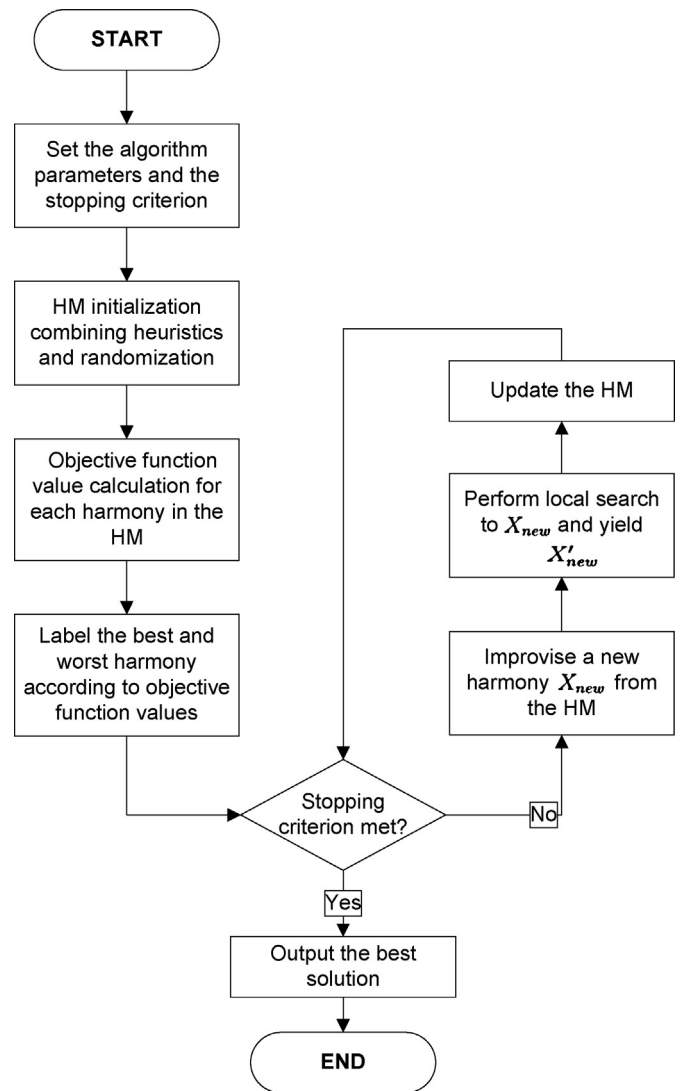 START
Set the algorithm
parameters and the
stopping criterion
HM initialization
combining heuristics
and randomization
Objective function
value calculation for
each harmony in the
HM
Label the best and
worst harmony
according to objective
function values
Stopping
criterion met?
No
Improvise a new
harmony X_new from
the HM
Perform local search
to X_new and yield
X'_new
Update the HM
Yes
Output the best
solution
END